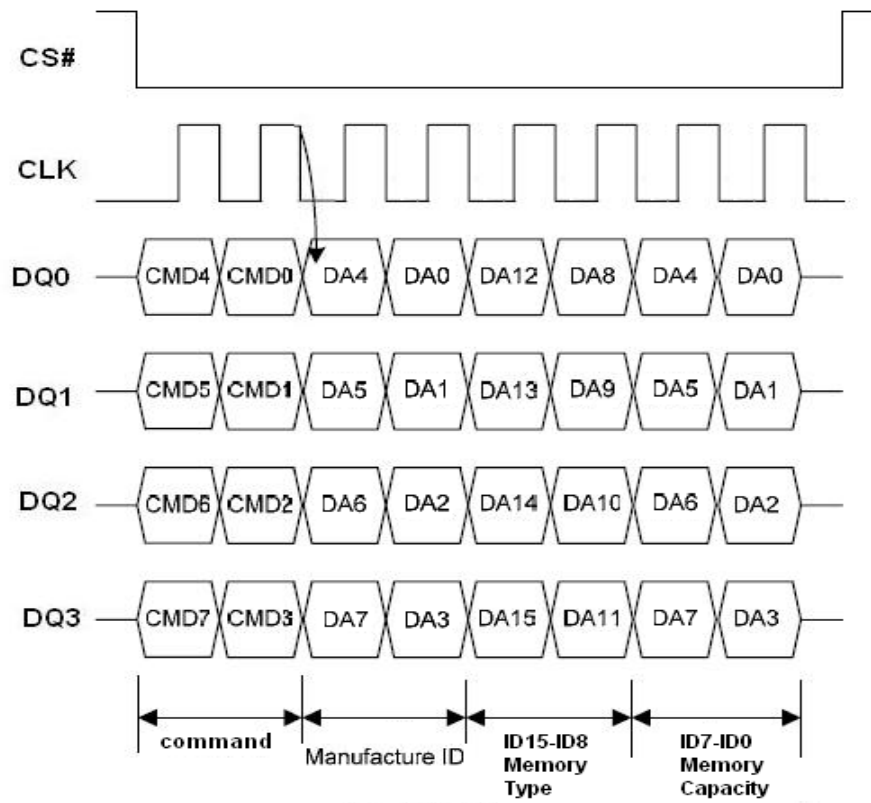 CS#
CLK
DQ0 CMD4 CMD0 DA4 DA0 DA12 DA8 DA4 DA0
DQ1 CMD5 CMD1 DA5 DA1 DA13 DA9 DA5 DA1
DQ2 CMD6 CMD2 DA6 DA2 DA14 DA10 DA6 DA2
DQ3 CMD7 CMD3 DA7 DA3 DA15 DA11 DA7 DA3
command
Manufacture ID
ID15-ID8
Memory
Type
ID7-ID0
Memory
Capacity